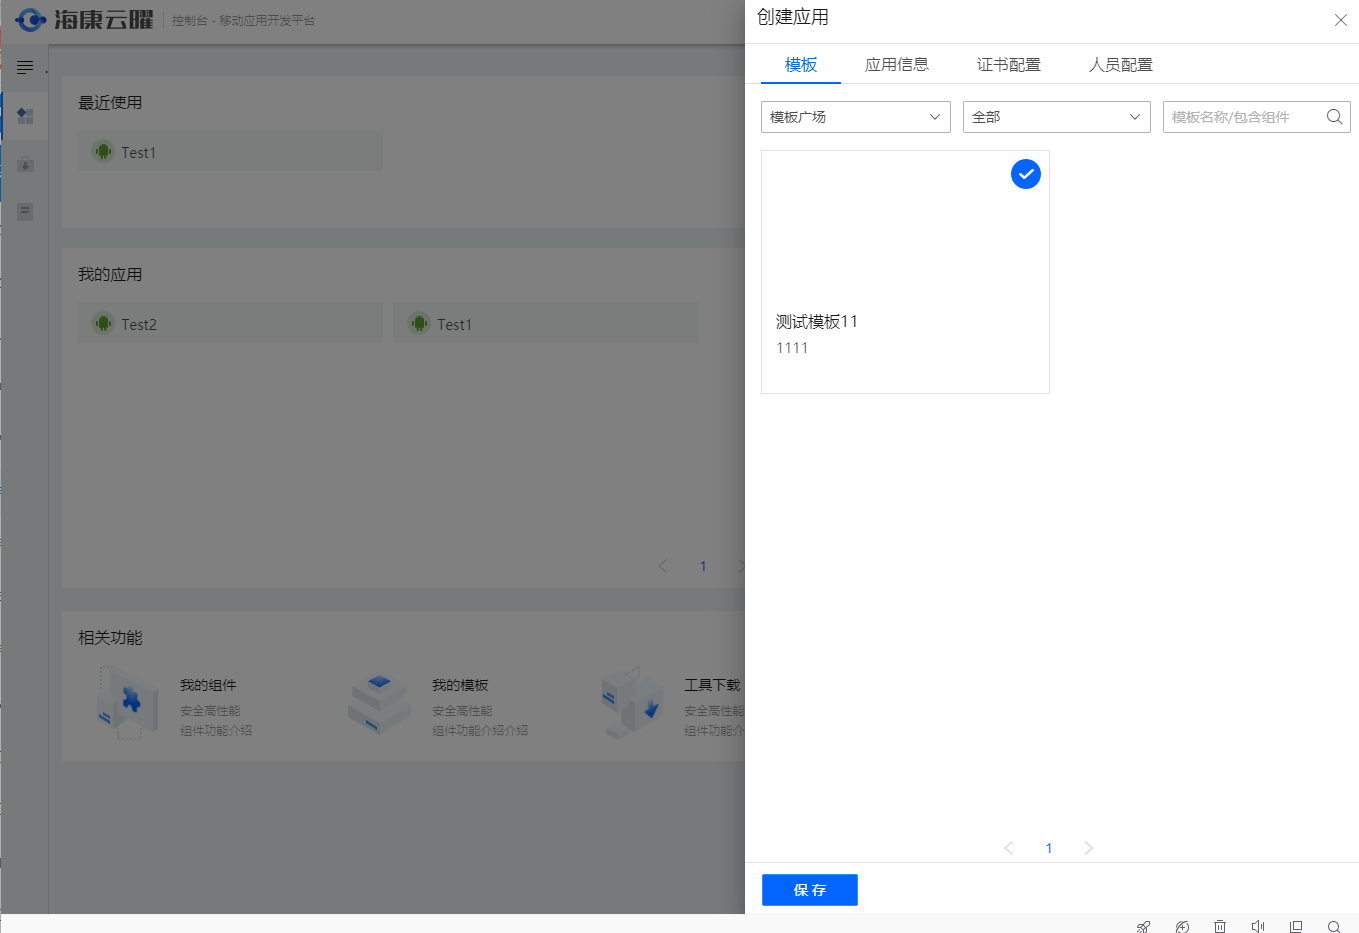 海康云曜
控制台 - 移动应用开发平台
最近使用
Test1
我的应用
Test2
Test1
1
相关功能
我的组件
安全高性能
组件功能介绍
我的模板
安全高性能
组件功能介绍介绍
工具下载
安全高性能
组件功能介
创建应用
模板
应用信息
证书配置
人员配置
模板广场
全部
模板名称/包含组件
测试模板11
1111
1
保存